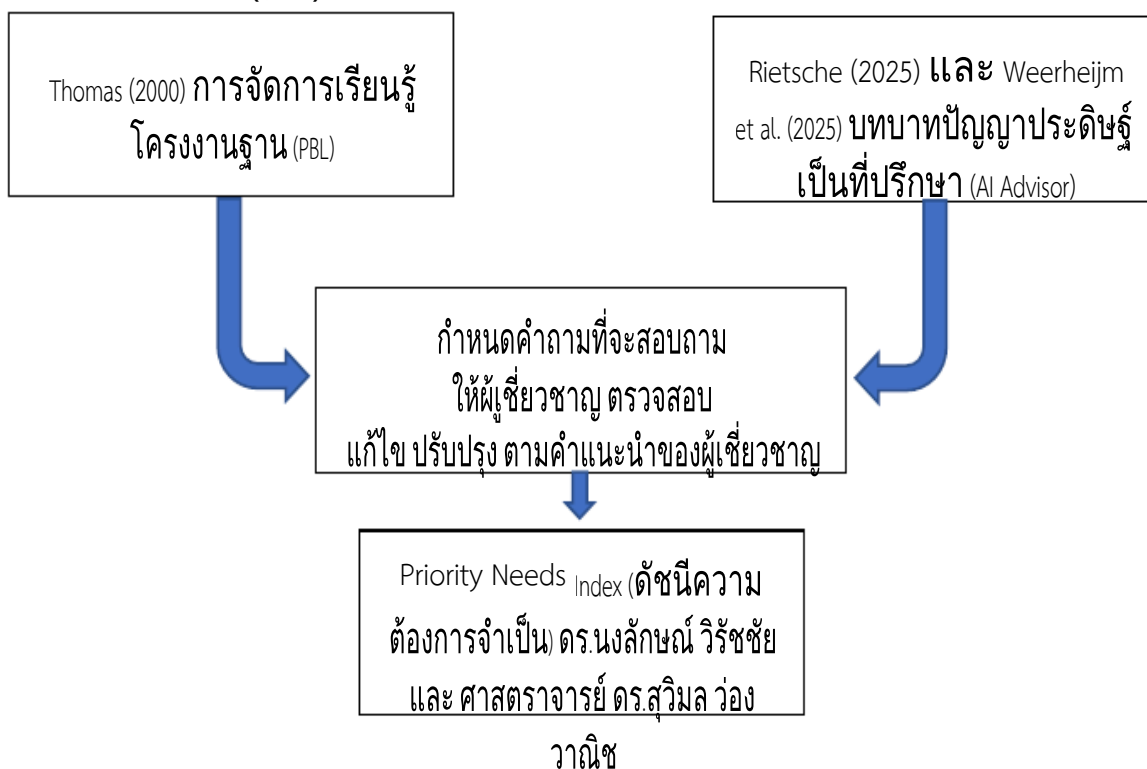 Thomas (2000) การจัดการเรียนรู้
โครงงานฐาน (PBL)
Rietsche (2025) และ Weerheijm
et al. (2025) บทบาทปัญญาประดิษฐ์
เป็นที่ปรึกษา (AI Advisor)
กำหนดคำถามที่จะสอบถาม
ให้ผู้เชี่ยวชาญ ตรวจสอบ
แก้ไข ปรับปรุง ตามคำแนะนำของผู้เชี่ยวชาญ
Priority Needs Index (ดัชนีความ
ต้องการจำเป็น) ดร.นงลักษณ์ วิรัชชัย
และ ศาสตราจารย์ ดร.สุวิมล ว่อง
วาณิช